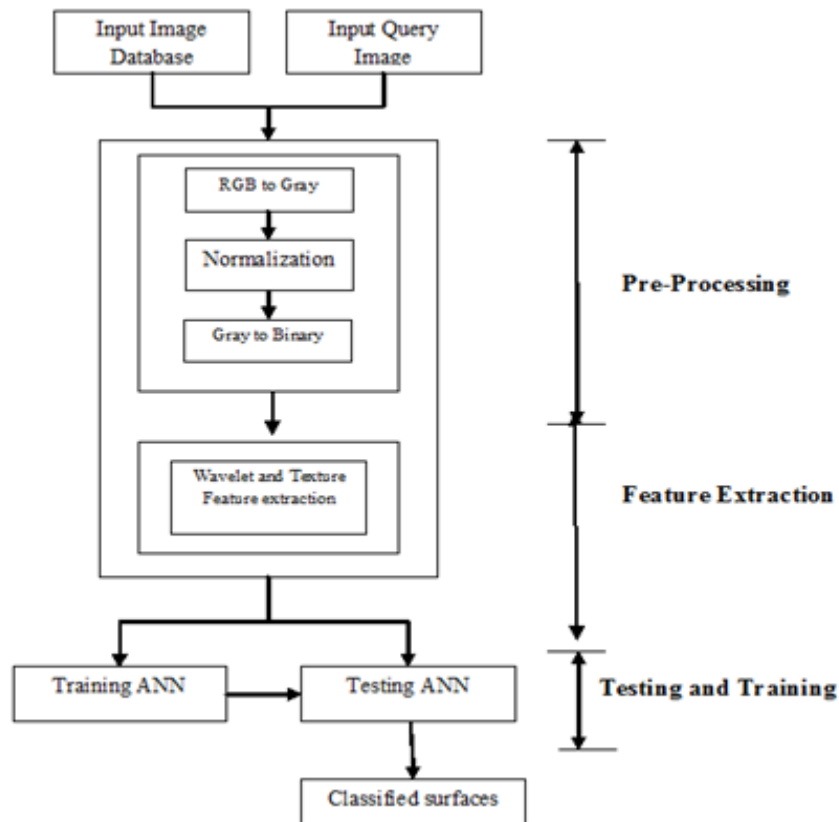 Input Image
Database
Input Query
Image
RGB to Gray
Normalization
Gray to Binary
Pre-Processing
Wavelet and Texture
Feature extraction
Feature Extraction
Training ANN
Testing ANN
Testing and Training
Classified surfaces